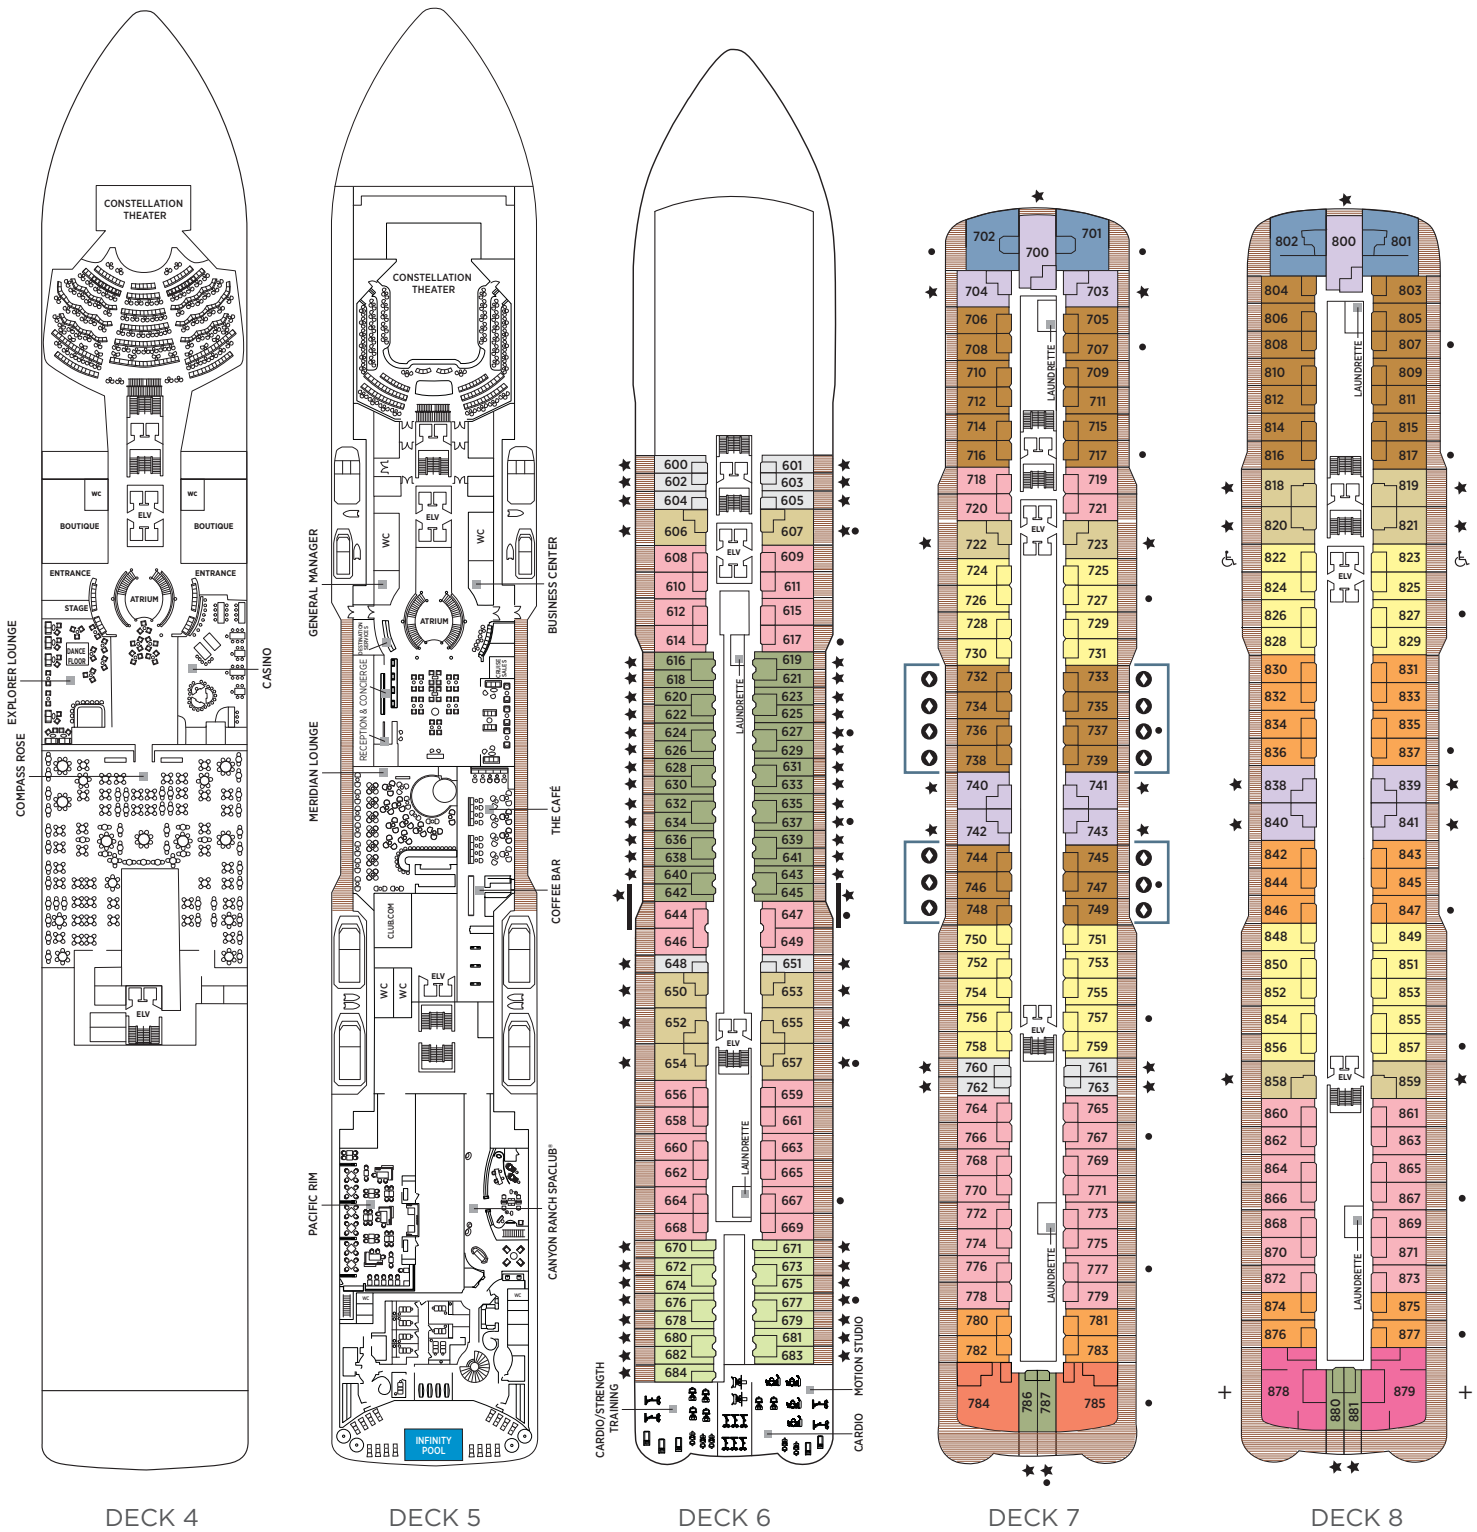 CONSTELLATION
THEATER
WC
WC
ELV
BOUTIQUE
BOUTIQUE
ENTRANCE
ENTRANCE
ATRIUM
STAGE
DANCE
FLOOR
EXPLORER LOUNGE
CASINO
COMPASS ROSE
ELV
DECK 4
CONSTELLATION
THEATER
ELV
WC
WC
GENERAL MANAGER
BUSINESS CENTER
ATRIUM
DESTINATION
SERVICES
CRUISE
SALES
RECEPTION & CONCIERGE
MERIDIAN LOUNGE
THE CAFÉ
COFFEE BAR
CLUB.COM
WC
WC
ELV
PACIFIC RIM
CANYON RANCH SPACLUB®
WC
WC
INFINITY
POOL
DECK 5
600 601
602 603
604 605
606 607
ELV
608 609
610 611
612 615
614 617
616 619
618 621
620 623
622 625
LAUNDRETTE
624 627
626 629
628 631
630 633
632 635
634 637
636 639
638 641
640 643
642 645
644 647
646 649
648 651
650 653
652 655
ELV
654 657
656 659
658 661
660 663
LAUNDRETTE
662 665
664 667
668 669
670 671
672 673
674 675
676 677
678 679
680 681
682 683
684
CARDIO/STRENGTH
TRAINING
MOTION STUDIO
CARDIO
DECK 6
702 701
700
704 703
706 705
708 707
LAUNDRETTE
710 709
712 711
714 715
716 717
718 719
720 721
ELV
722 723
724 725
726 727
728 729
730 731
732 733
734 735
736 737
738 739
740 741
742 743
744 745
746 747
748 749
750 751
752 753
754 755
756 757
ELV
758 759
760 761
762 763
764 765
766 767
768 769
770 771
772 773
774 775
LAUNDRETTE
776 777
778 779
780 781
782 783
784 785
786
787
DECK 7
802 800 801
804 803
806 805
808 807
LAUNDRETTE
810 809
812 811
814 815
816 817
818 819
820 821
822 823
ELV
824 825
826 827
828 829
830 831
832 833
834 835
836 837
838 839
840 841
842 843
844 845
846 847
848 849
850 851
852 853
854 855
856 857
ELV
858 859
860 861
862 863
864 865
866 867
868 869
870 871
LAUNDRETTE
872 873
874 875
876 877
878 879
880
881
DECK 8